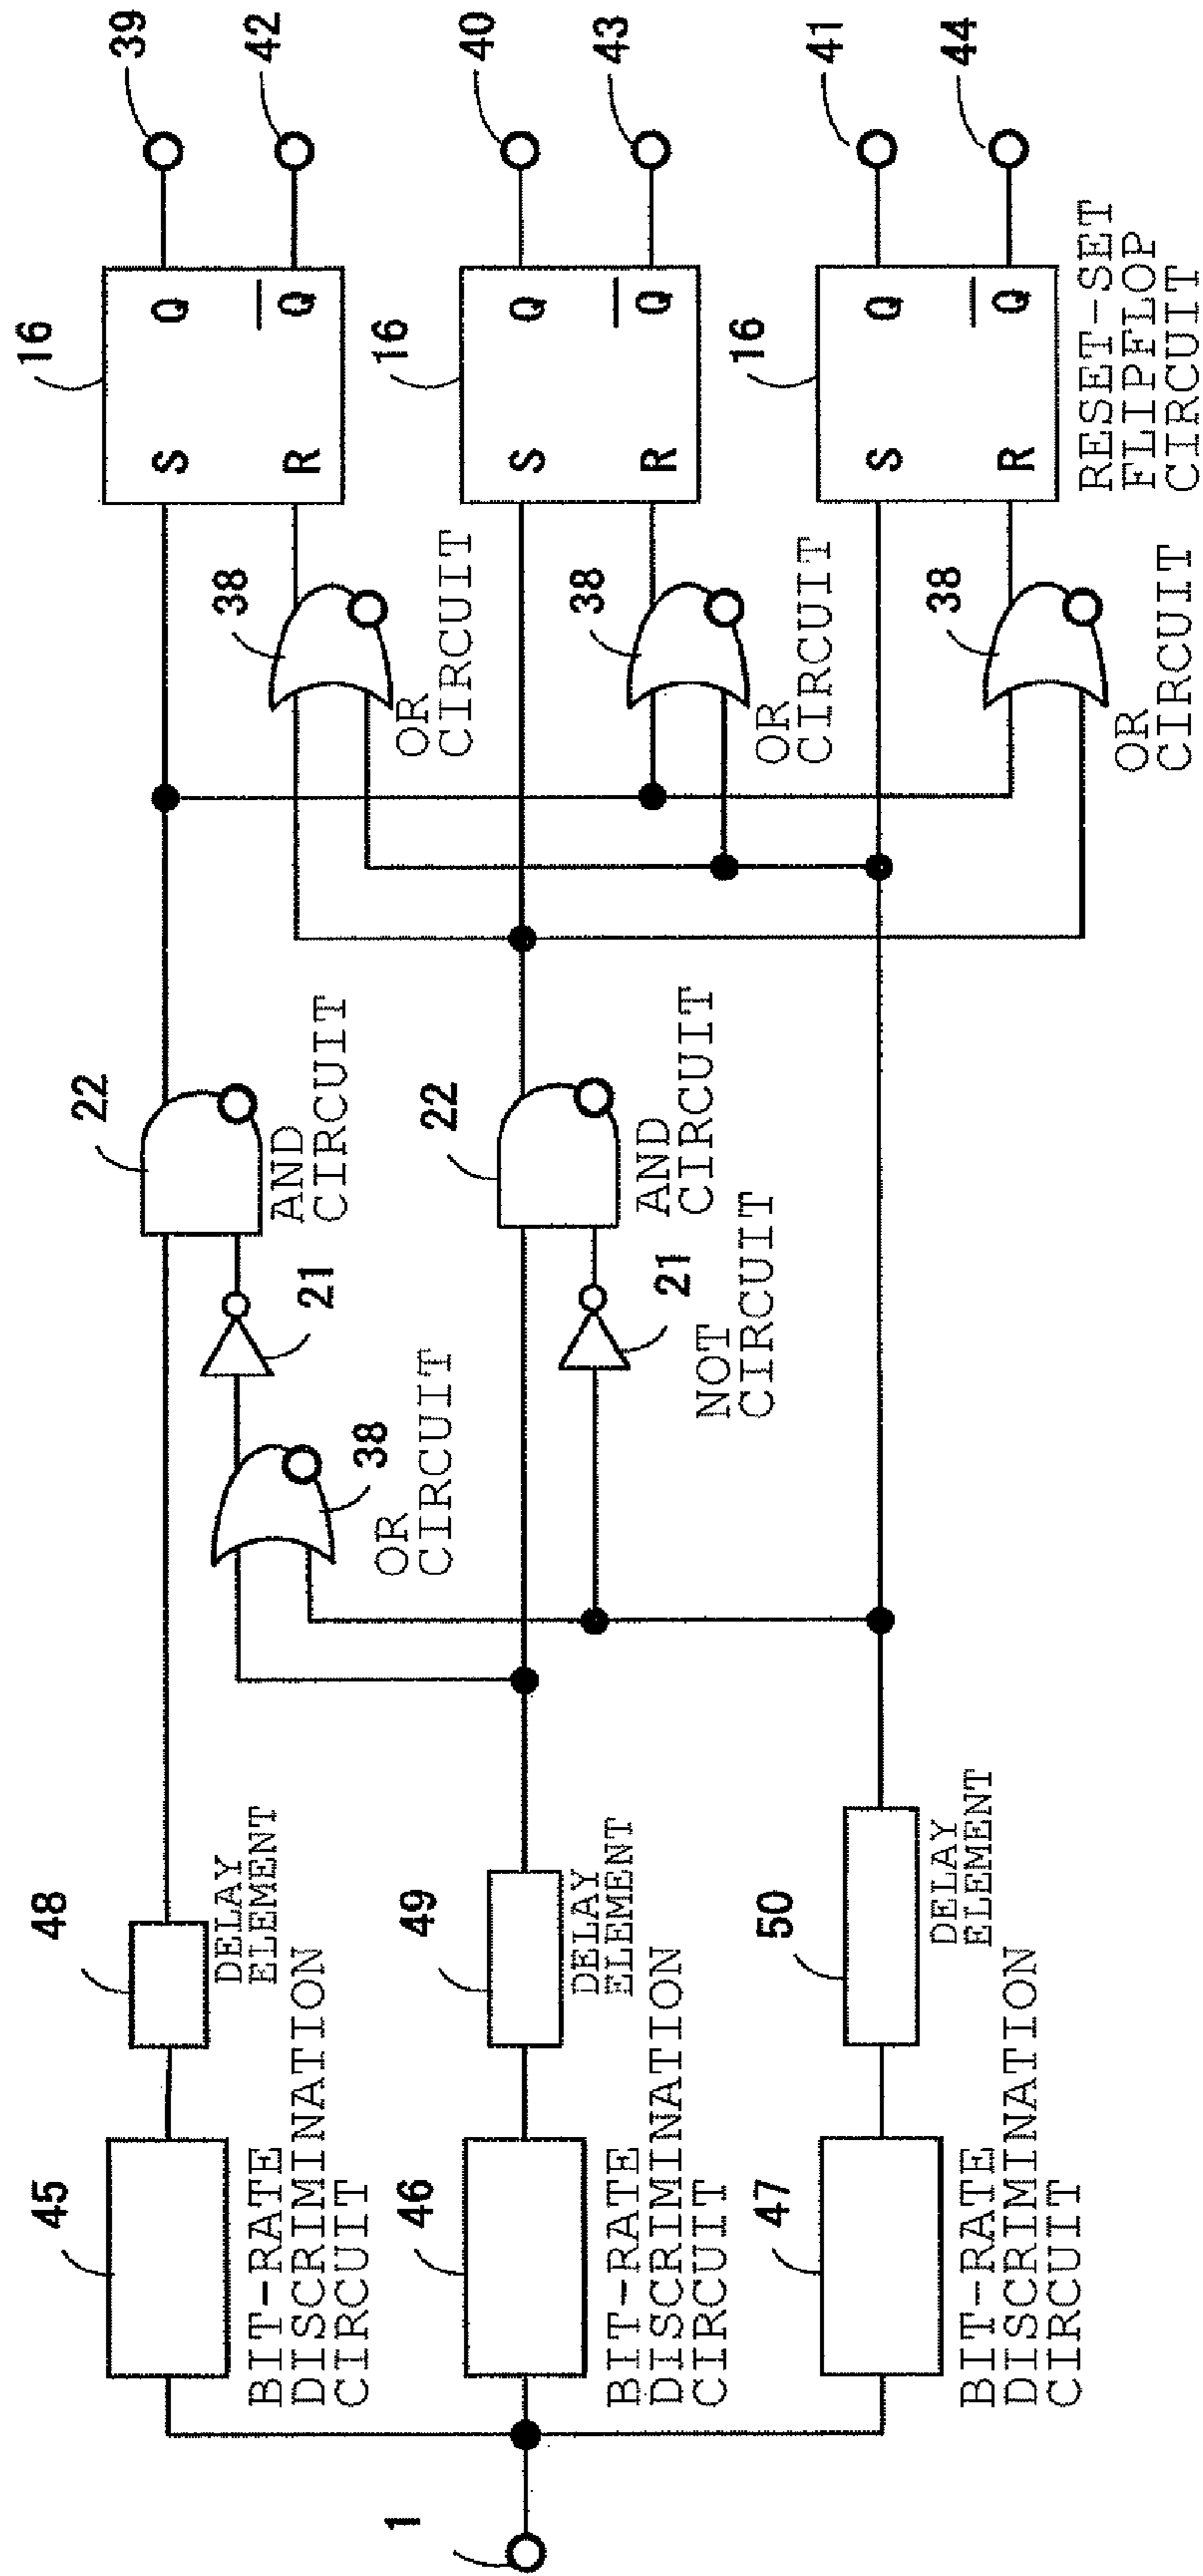 1
45
BIT-RATE
DISCRIMINATION
CIRCUIT
48
DELAY
ELEMENT
46
BIT-RATE
DISCRIMINATION
CIRCUIT
49
DELAY
ELEMENT
47
BIT-RATE
DISCRIMINATION
CIRCUIT
50
DELAY
ELEMENT
38
OR
CIRCUIT
21
22
AND
CIRCUIT
21
NOT
CIRCUIT
22
AND
CIRCUIT
38
OR
CIRCUIT
38
OR
CIRCUIT
38
OR
CIRCUIT
16
S
Q
R
Q
39
42
16
S
Q
R
Q
40
43
16
S
Q
R
Q
41
44
RESET-SET
FLIPFLOP
CIRCUIT